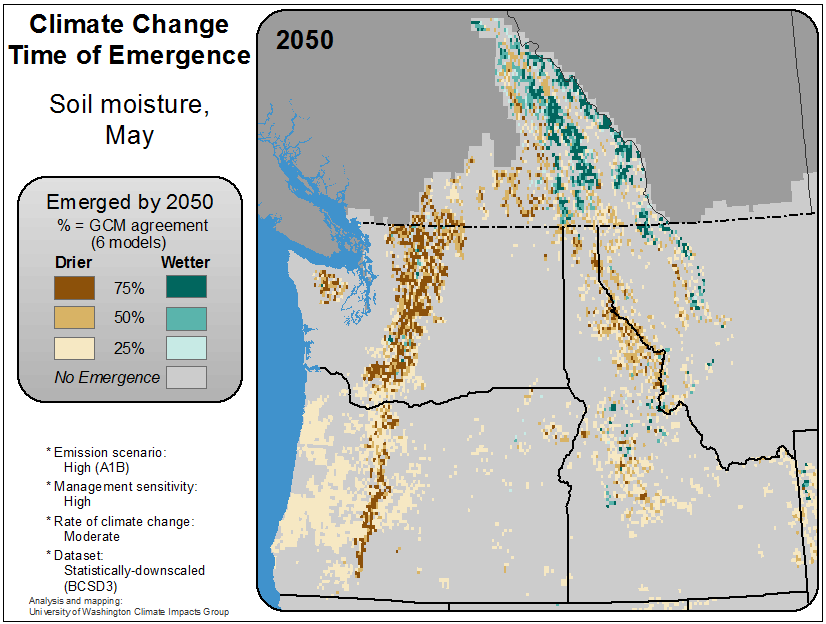 Climate Change
Time of Emergence
Soil moisture,
May
Emerged by 2050
% = GCM agreement
(6 models)
Drier Wetter
75%
50%
25%
No Emergence
* Emission scenario:
High (A1B)
* Management sensitivity:
High
* Rate of climate change:
Moderate
* Dataset:
Statistically-downscaled
(BCSD3)
Analysis and mapping:
University of Washington Climate Impacts Group
2050